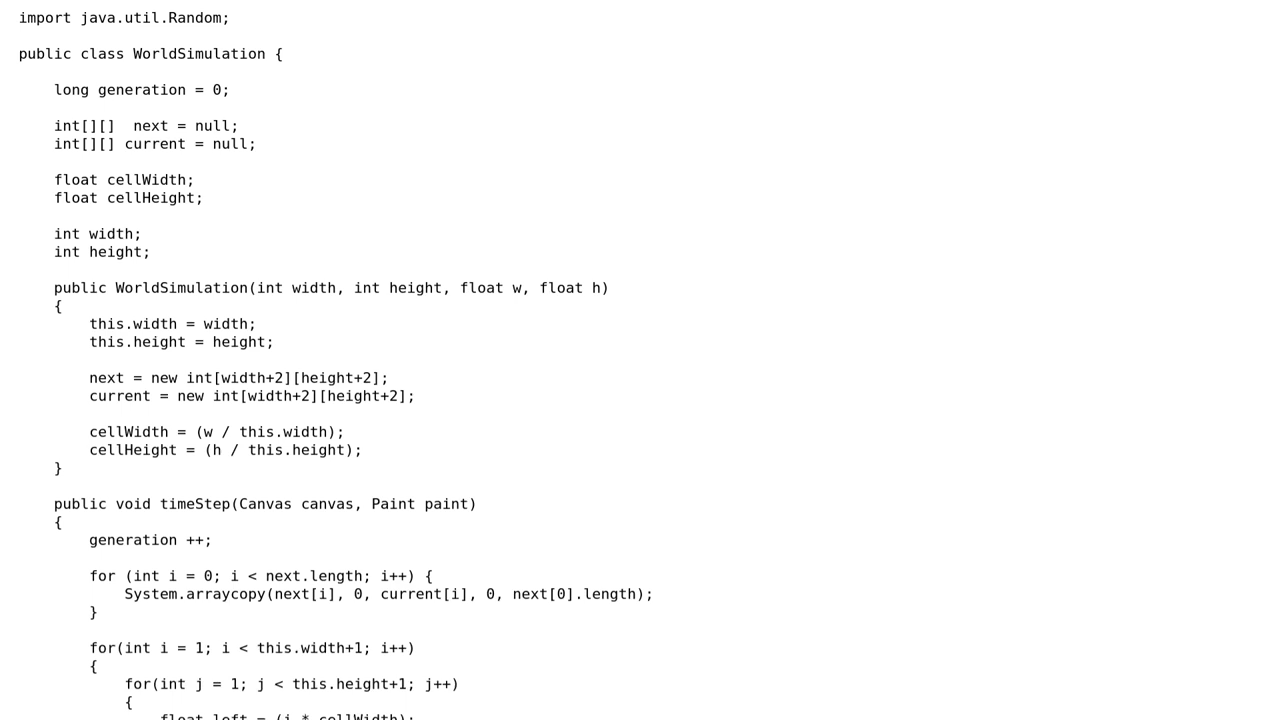 import java.util.Random;
public class WorldSimulation {
    long generation = 0;
    int[][]  next = null;
    int[][] current = null;
    float cellWidth;
    float cellHeight;
    int width;
    int height;
    public WorldSimulation(int width, int height, float w, float h)
    {
        this.width = width;
        this.height = height;
        next = new int[width+2][height+2];
        current = new int[width+2][height+2];
        cellWidth = (w / this.width);
        cellHeight = (h / this.height);
    }
    public void timeStep(Canvas canvas, Paint paint)
    {
        generation ++;
        for (int i = 0; i < next.length; i++) {
            System.arraycopy(next[i], 0, current[i], 0, next[0].length);
        }
        for(int i = 1; i < this.width+1; i++)
        {
            for(int j = 1; j < this.height+1; j++)
            {
                float left = (i * cellWidth);